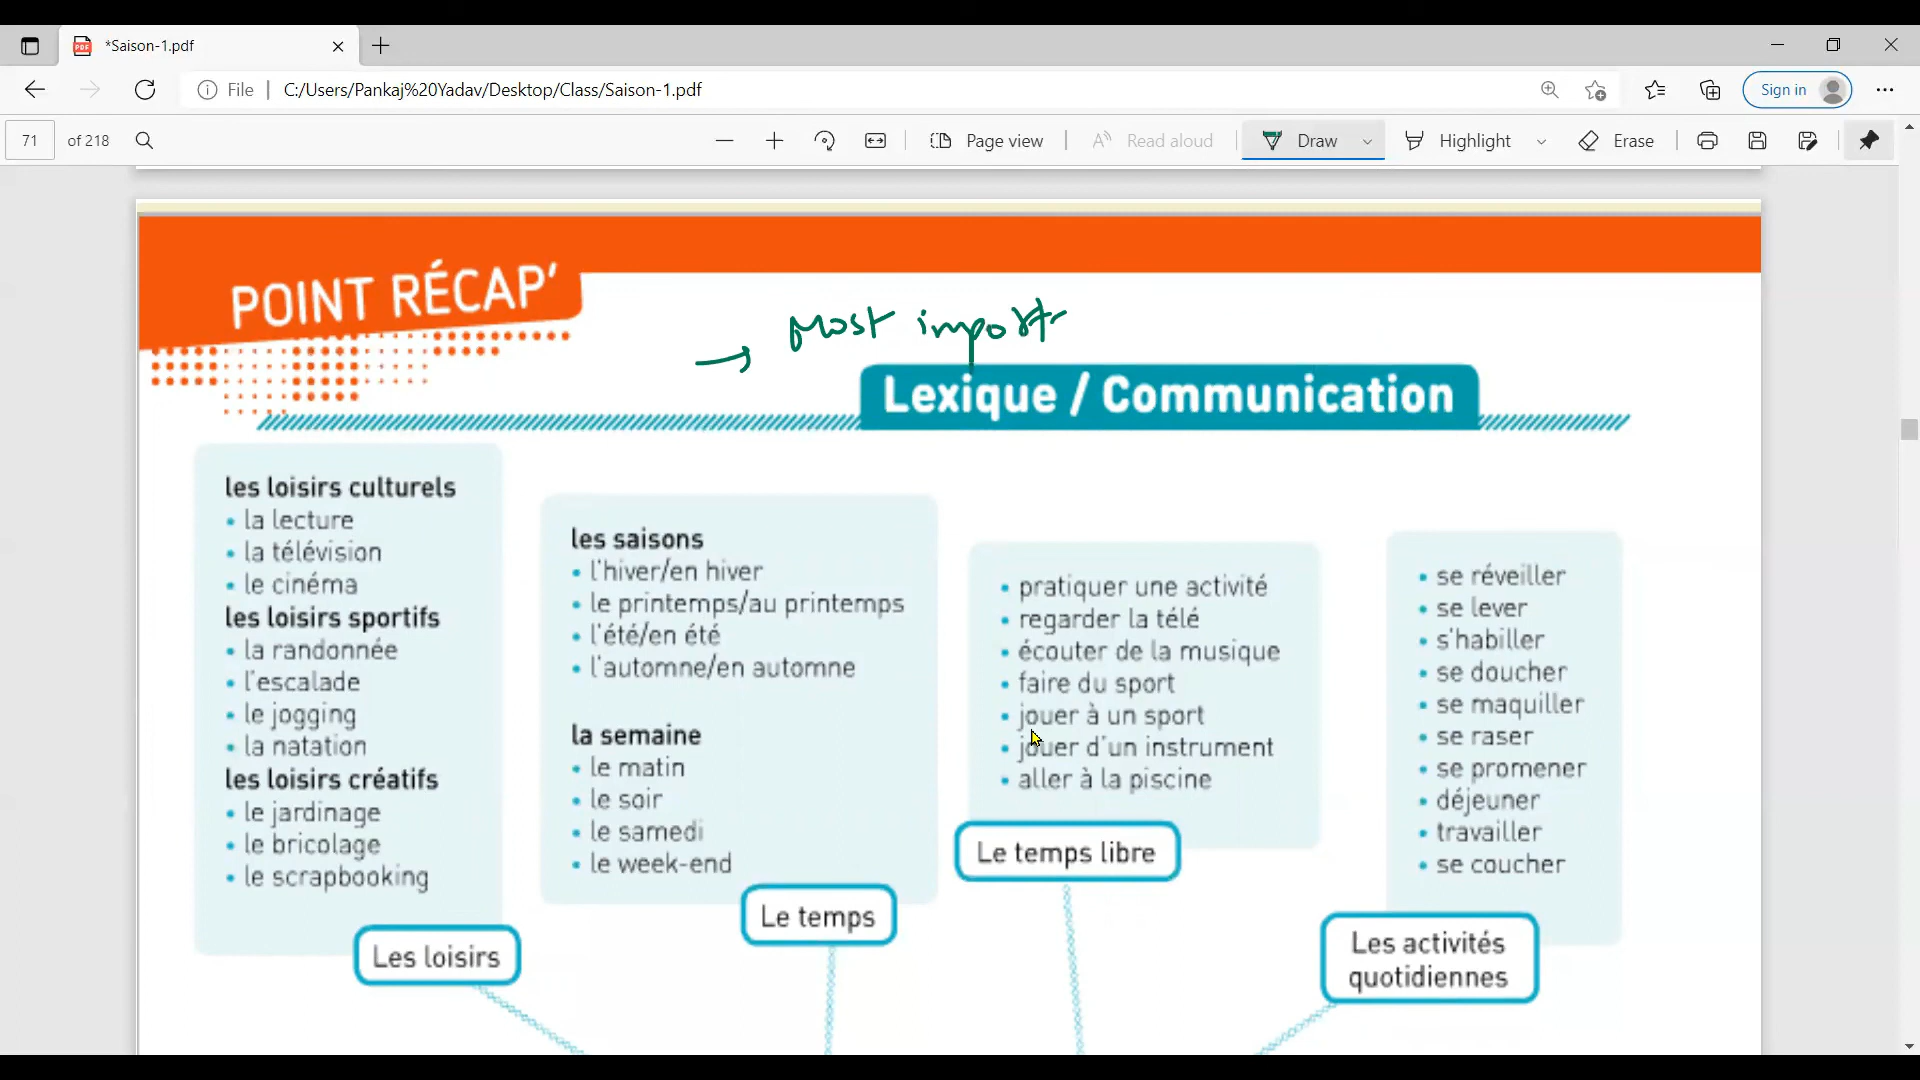 *Saison-1.pdf
File | C:/Users/Pankaj%20Yadav/Desktop/Class/Saison-1.pdf
Sign in
71 of 218
Page view
Read aloud
Draw
Highlight
Erase
POINT RÉCAP'
→ Most import
Lexique / Communication
les loisirs culturels
• la lecture
• la télévision
• le cinéma
les loisirs sportifs
• la randonnée
• l'escalade
• le jogging
• la natation
les loisirs créatifs
• le jardinage
• le bricolage
• le scrapbooking
Les loisirs
les saisons
• l'hiver/en hiver
• le printemps/au printemps
• l'été/en été
• l'automne/en automne
la semaine
• le matin
• le soir
• le samedi
• le week-end
Le temps
• pratiquer une activité
• regarder la télé
• écouter de la musique
• faire du sport
• jouer à un sport
• jouer d'un instrument
• aller à la piscine
Le temps libre
• se réveiller
• se lever
• s'habiller
• se doucher
• se maquiller
• se raser
• se promener
• déjeuner
• travailler
• se coucher
Les activités
quotidiennes